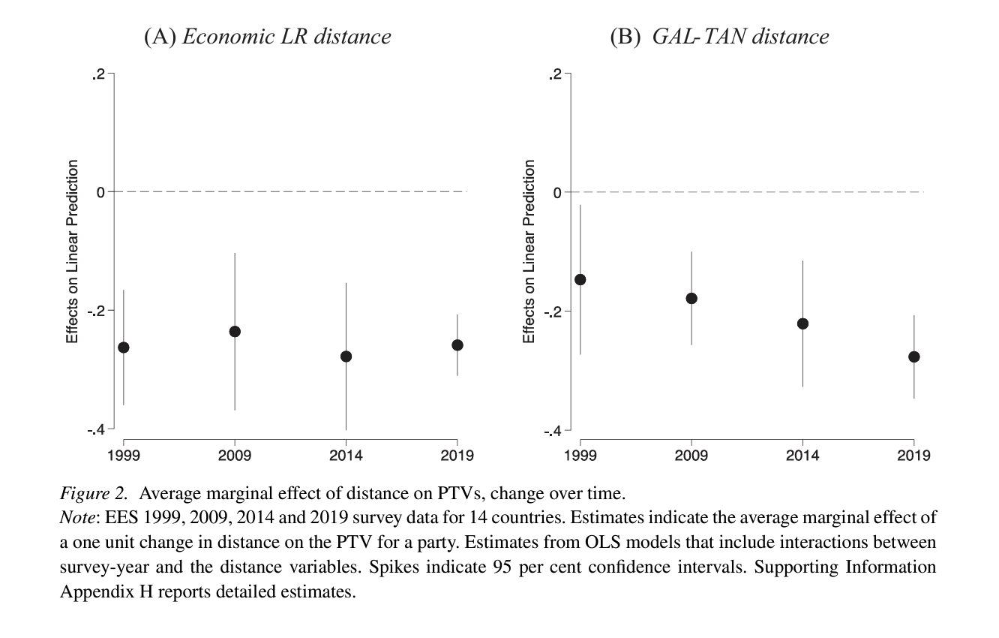 (A) Economic LR distance
(B) GAL-TAN distance
.2
0
-.2
-.4
Effects on Linear Prediction
1999
2009
2014
2019
.2
0
-.2
-.4
Effects on Linear Prediction
1999
2009
2014
2019
Figure 2. Average marginal effect of distance on PTVs, change over time.
Note: EES 1999, 2009, 2014 and 2019 survey data for 14 countries. Estimates indicate the average marginal effect of
a one unit change in distance on the PTV for a party. Estimates from OLS models that include interactions between
survey-year and the distance variables. Spikes indicate 95 per cent confidence intervals. Supporting Information
Appendix H reports detailed estimates.